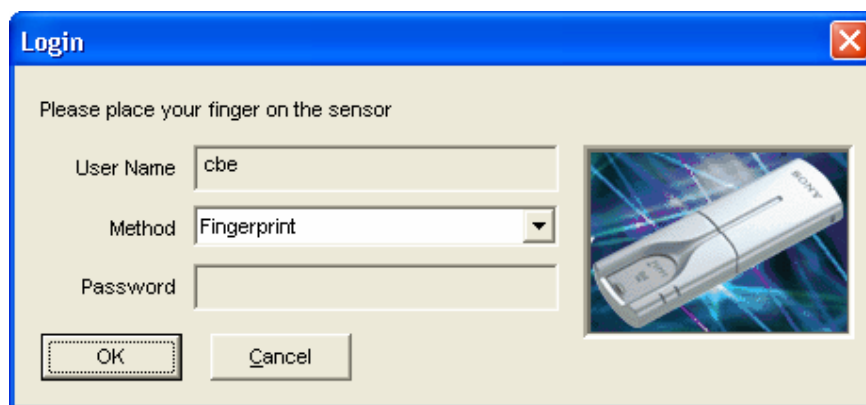 Login
Please place your finger on the sensor
User Name cbe
Method Fingerprint
Password
OK Cancel
SONY